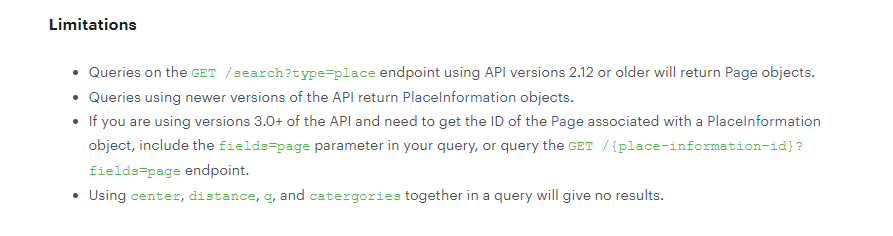 Limitations
• Queries on the GET /search?type=place endpoint using API versions 2.12 or older will return Page objects.
• Queries using newer versions of the API return PlaceInformation objects.
• If you are using versions 3.0+ of the API and need to get the ID of the Page associated with a PlaceInformation
object, include the fields=page parameter in your query, or query the GET /{place-information-id}?
fields=page endpoint.
• Using center, distance, q, and catergories together in a query will give no results.